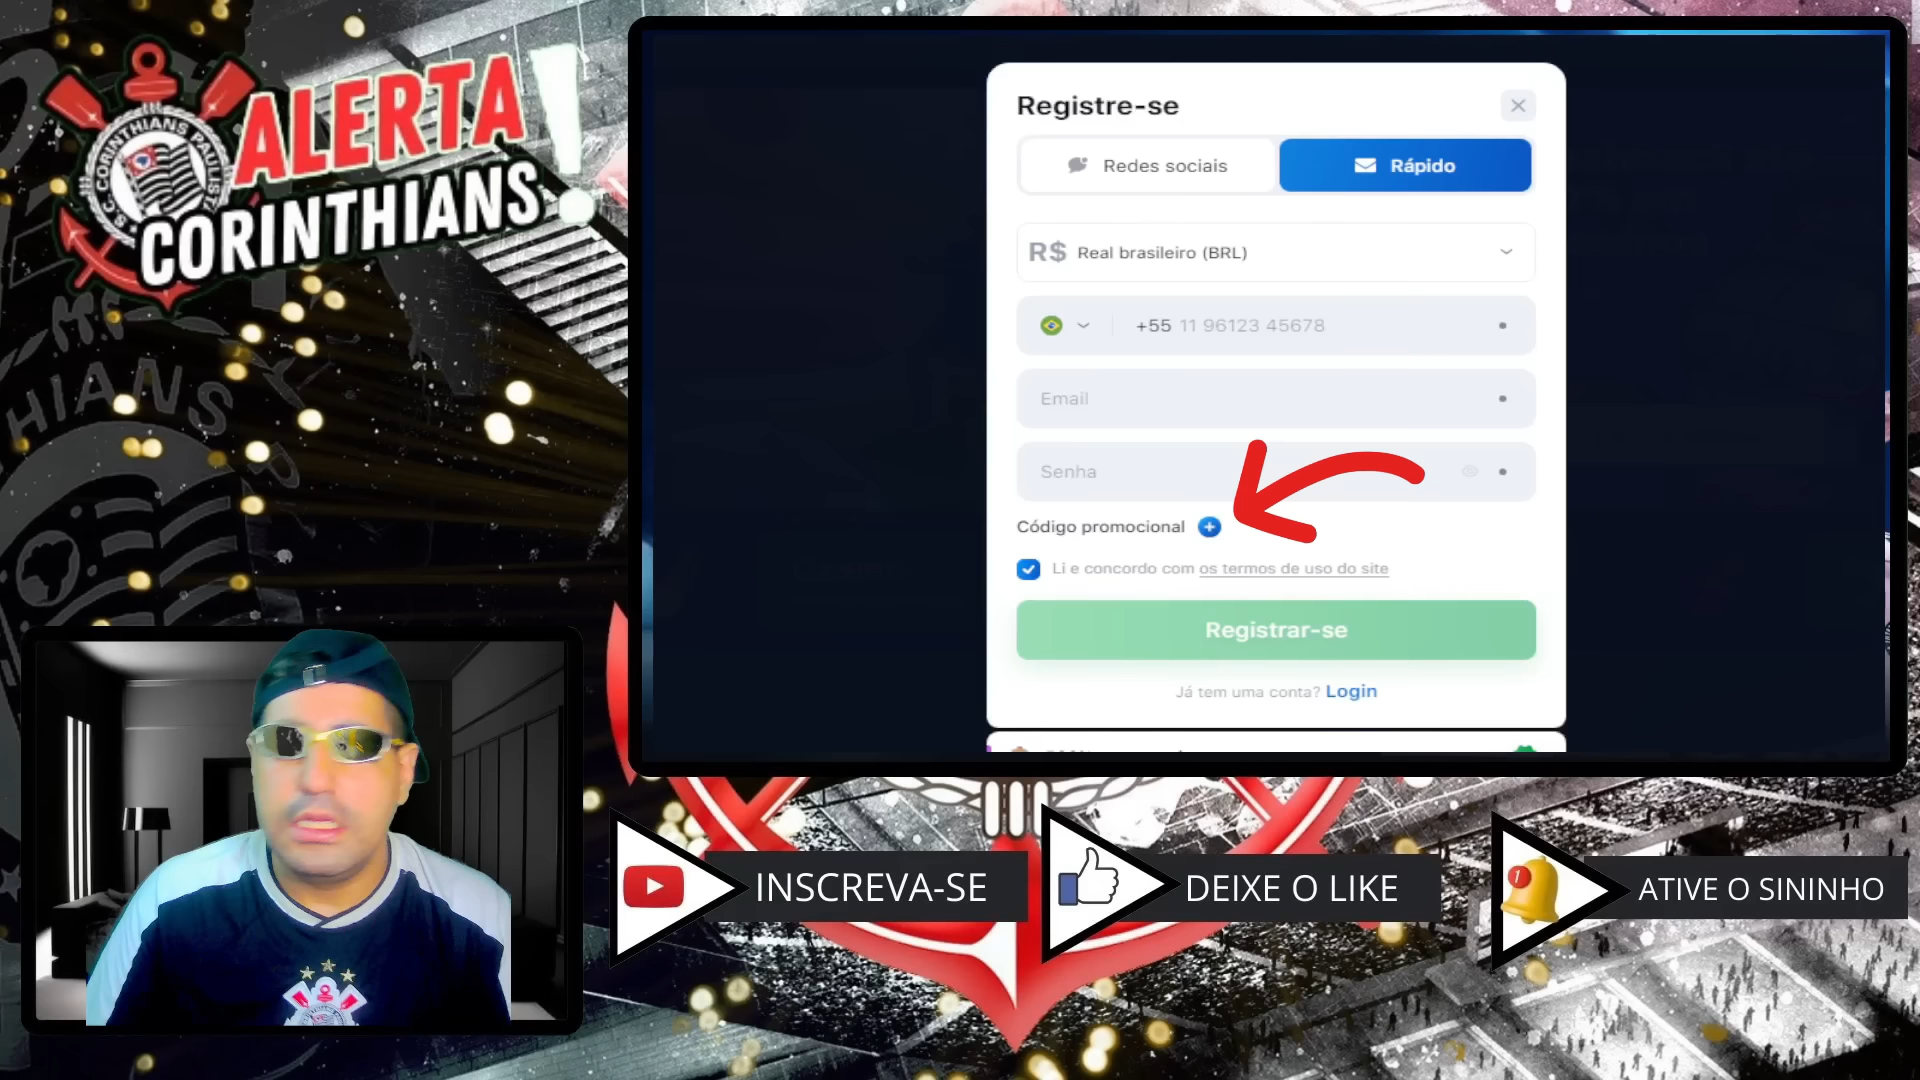 ALERTA
CORINTHIANS!
S.C. CORINTHIANS PAULISTA
HIANS
Registre-se
Redes sociais
Rápido
R$ Real brasileiro (BRL)
+55 11 96123 45678
Email
Senha
Código promocional
Li e concordo com os termos de uso do site
Registrar-se
Já tem uma conta? Login
INSCREVA-SE
DEIXE O LIKE
1
ATIVE O SININHO